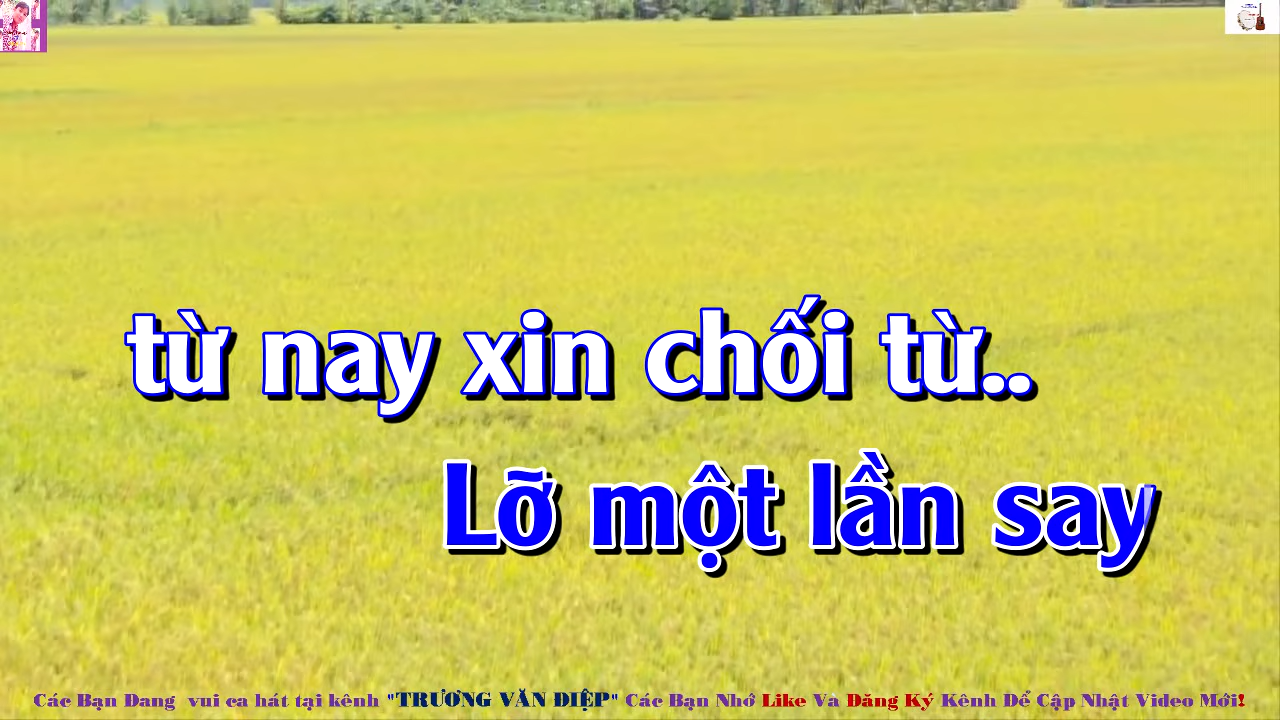 từ nay xin chối từ..
Lỡ một lần say
Các Bạn Đang vui ca hát tại kênh "TRƯƠNG VĂN ĐIỆP" Các Bạn Nhớ Like Và Đăng Ký Kênh Để Cập Nhật Video Mới!